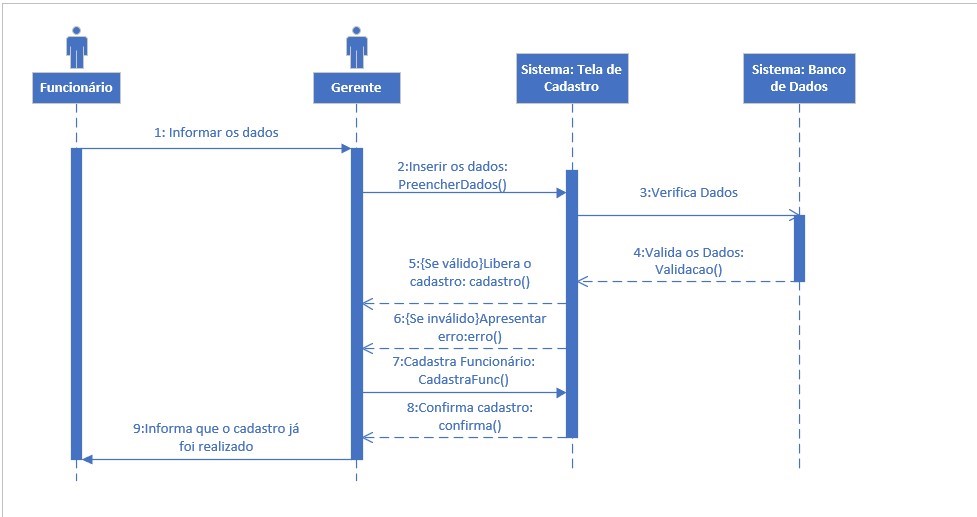 Funcionário
Gerente
Sistema: Tela de
Cadastro
Sistema: Banco
de Dados
1: Informar os dados
2:Inserir os dados:
PreencherDados()
3:Verifica Dados
4:Valida os Dados:
Validacao()
5:{Se válido}Libera o
cadastro: cadastro()
6:{Se inválido}Apresentar
erro:erro()
7:Cadastra Funcionário:
CadastraFunc()
8:Confirma cadastro:
confirma()
9:Informa que o cadastro já
foi realizado